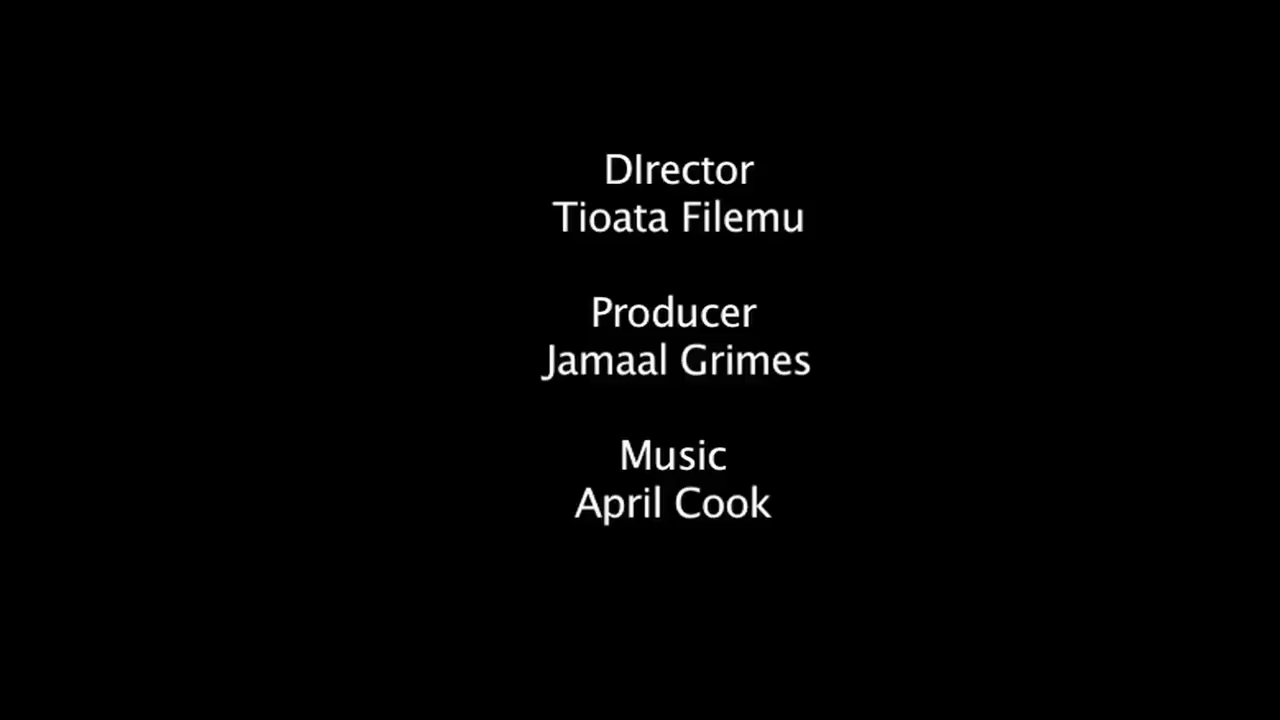 DIrector
Tioata Filemu
Producer
Jamaal Grimes
Music
April Cook